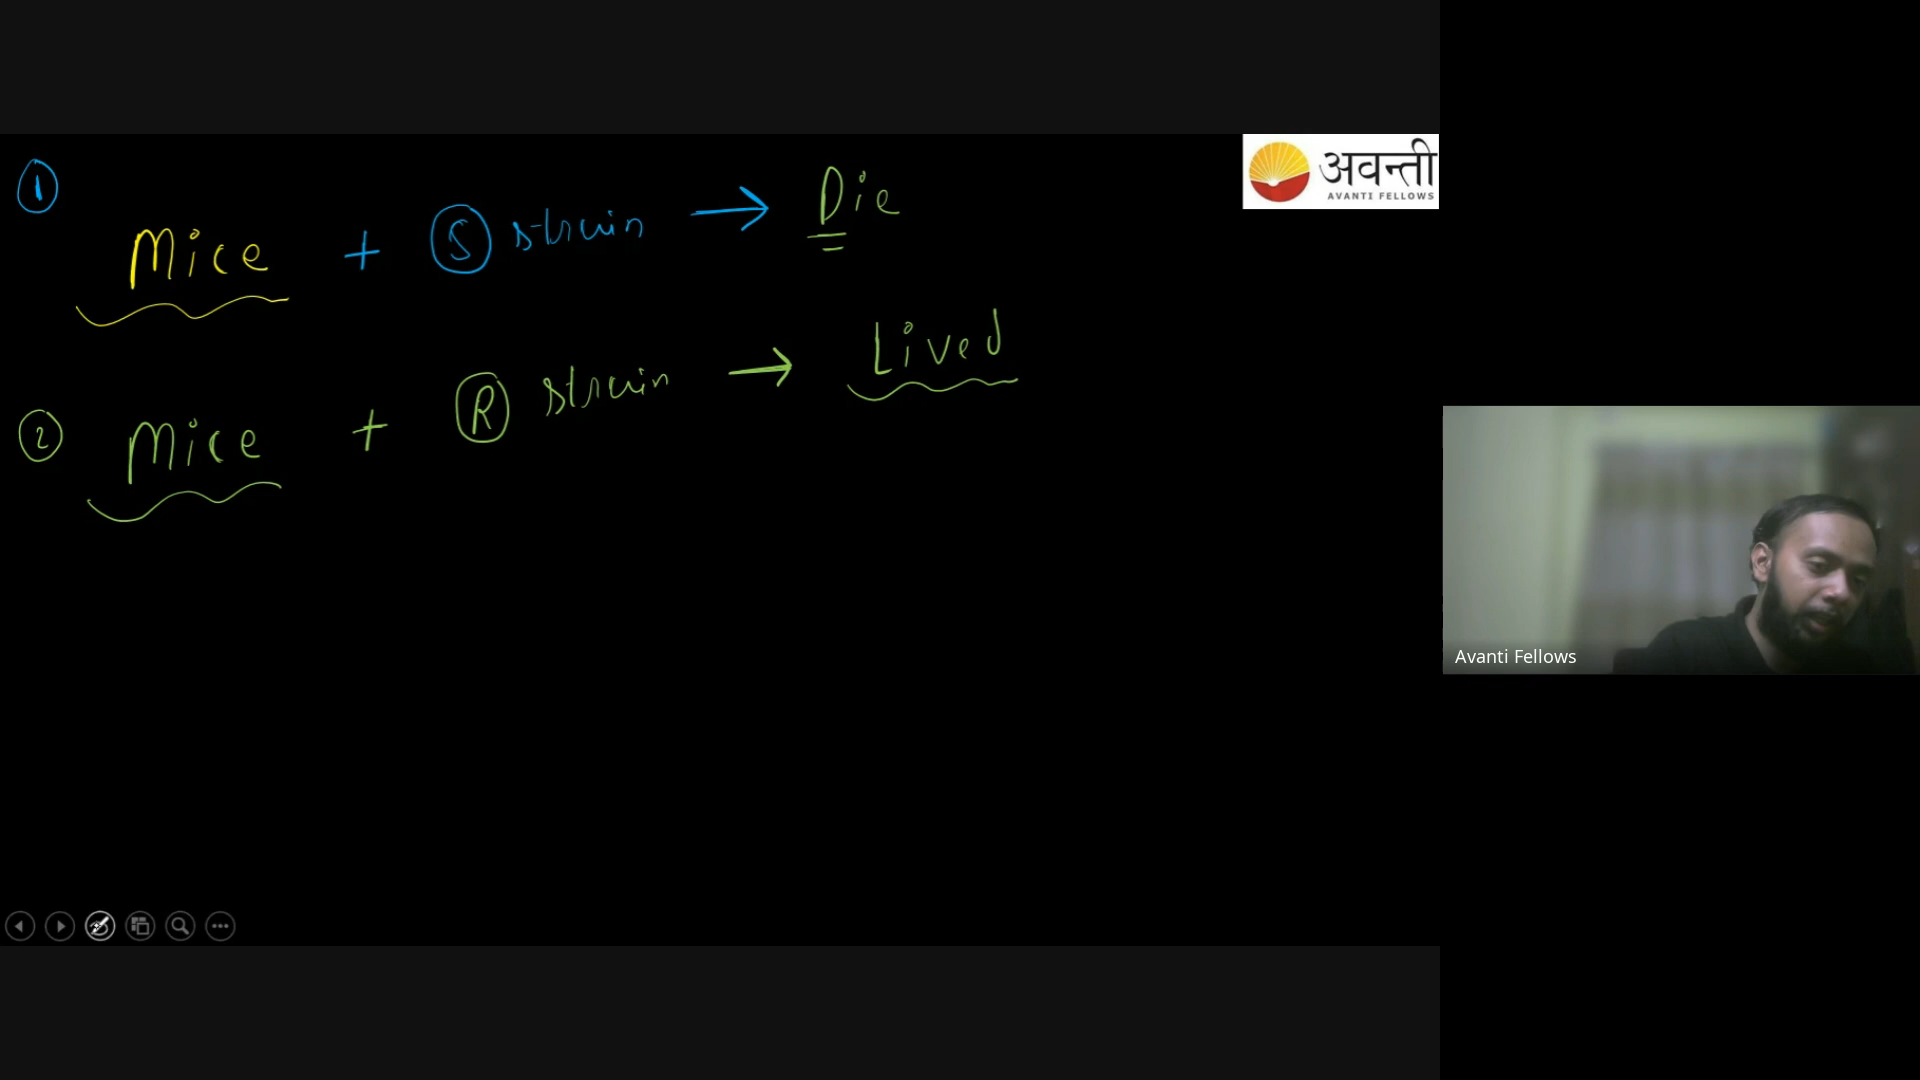 1
Mice + S strain → Die
2
Mice + R strain → Lived
अवन्ती
AVANTI FELLOWS
Avanti Fellows